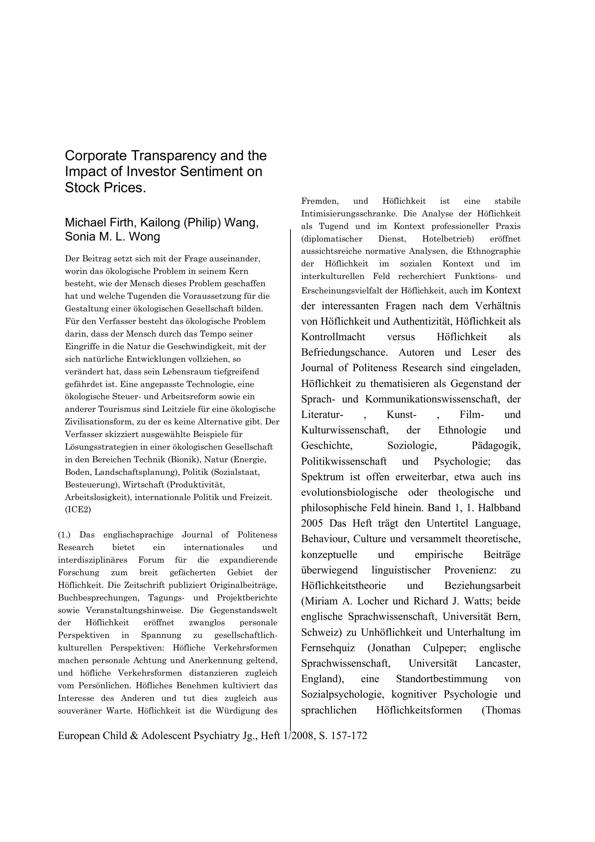 Corporate Transparency and the
Impact of Investor Sentiment on
Stock Prices.
Michael Firth, Kailong (Philip) Wang,
Sonia M. L. Wong
Der Beitrag setzt sich mit der Frage auseinander,
worin das ökologische Problem in seinem Kern
besteht, wie der Mensch dieses Problem geschaffen
hat und welche Tugenden die Voraussetzung für die
Gestaltung einer ökologischen Gesellschaft bilden.
Für den Verfasser besteht das ökologische Problem
darin, dass der Mensch durch das Tempo seiner
Eingriffe in die Natur die Geschwindigkeit, mit der
sich natürliche Entwicklungen vollziehen, so
verändert hat, dass sein Lebensraum tiefgreifend
gefährdet ist. Eine angepasste Technologie, eine
ökologische Steuer- und Arbeitsreform sowie ein
anderer Tourismus sind Leitziele für eine ökologische
Zivilisationsform, zu der es keine Alternative gibt. Der
Verfasser skizziert ausgewählte Beispiele für
Lösungsstrategien in einer ökologischen Gesellschaft
in den Bereichen Technik (Bionik), Natur (Energie,
Boden, Landschaftsplanung), Politik (Sozialstaat,
Besteuerung), Wirtschaft (Produktivität,
Arbeitslosigkeit), internationale Politik und Freizeit.
(ICE2)
(1.) Das englischsprachige Journal of Politeness
Research bietet ein internationales und
interdisziplinäres Forum für die expandierende
Forschung zum breit gefächerten Gebiet der
Höflichkeit. Die Zeitschrift publiziert Originalbeiträge,
Buchbesprechungen, Tagungs- und Projektberichte
sowie Veranstaltungshinweise. Die Gegenstandswelt
der Höflichkeit eröffnet zwanglos personale
Perspektiven in Spannung zu gesellschaftlich-
kulturellen Perspektiven: Höfliche Verkehrsformen
machen personale Achtung und Anerkennung geltend,
und höfliche Verkehrsformen distanzieren zugleich
vom Persönlichen. Höfliches Benehmen kultiviert das
Interesse des Anderen und tut dies zugleich aus
souveräner Warte. Höflichkeit ist die Würdigung des
Fremden, und Höflichkeit ist eine stabile
Intimisierungsschranke. Die Analyse der Höflichkeit
als Tugend und im Kontext professioneller Praxis
(diplomatischer Dienst, Hotelbetrieb) eröffnet
aussichtsreiche normative Analysen, die Ethnographie
der Höflichkeit im sozialen Kontext und im
interkulturellen Feld recherchiert Funktions- und
Erscheinungsvielfalt der Höflichkeit, auch im Kontext
der interessanten Fragen nach dem Verhältnis
von Höflichkeit und Authentizität, Höflichkeit als
Kontrollmacht versus Höflichkeit als
Befriedungschance. Autoren und Leser des
Journal of Politeness Research sind eingeladen,
Höflichkeit zu thematisieren als Gegenstand der
Sprach- und Kommunikationswissenschaft, der
Literatur- , Kunst- , Film- und
Kulturwissenschaft, der Ethnologie und
Geschichte, Soziologie, Pädagogik,
Politikwissenschaft und Psychologie; das
Spektrum ist offen erweiterbar, etwa auch ins
evolutionsbiologische oder theologische und
philosophische Feld hinein. Band 1, 1. Halbband
2005 Das Heft trägt den Untertitel Language,
Behaviour, Culture und versammelt theoretische,
konzeptuelle und empirische Beiträge
überwiegend linguistischer Provenienz: zu
Höflichkeitstheorie und Beziehungsarbeit
(Miriam A. Locher und Richard J. Watts; beide
englische Sprachwissenschaft, Universität Bern,
Schweiz) zu Unhöflichkeit und Unterhaltung im
Fernsehquiz (Jonathan Culpeper; englische
Sprachwissenschaft, Universität Lancaster,
England), eine Standortbestimmung von
Sozialpsychologie, kognitiver Psychologie und
sprachlichen Höflichkeitsformen (Thomas
European Child & Adolescent Psychiatry Jg., Heft 1/2008, S. 157-172